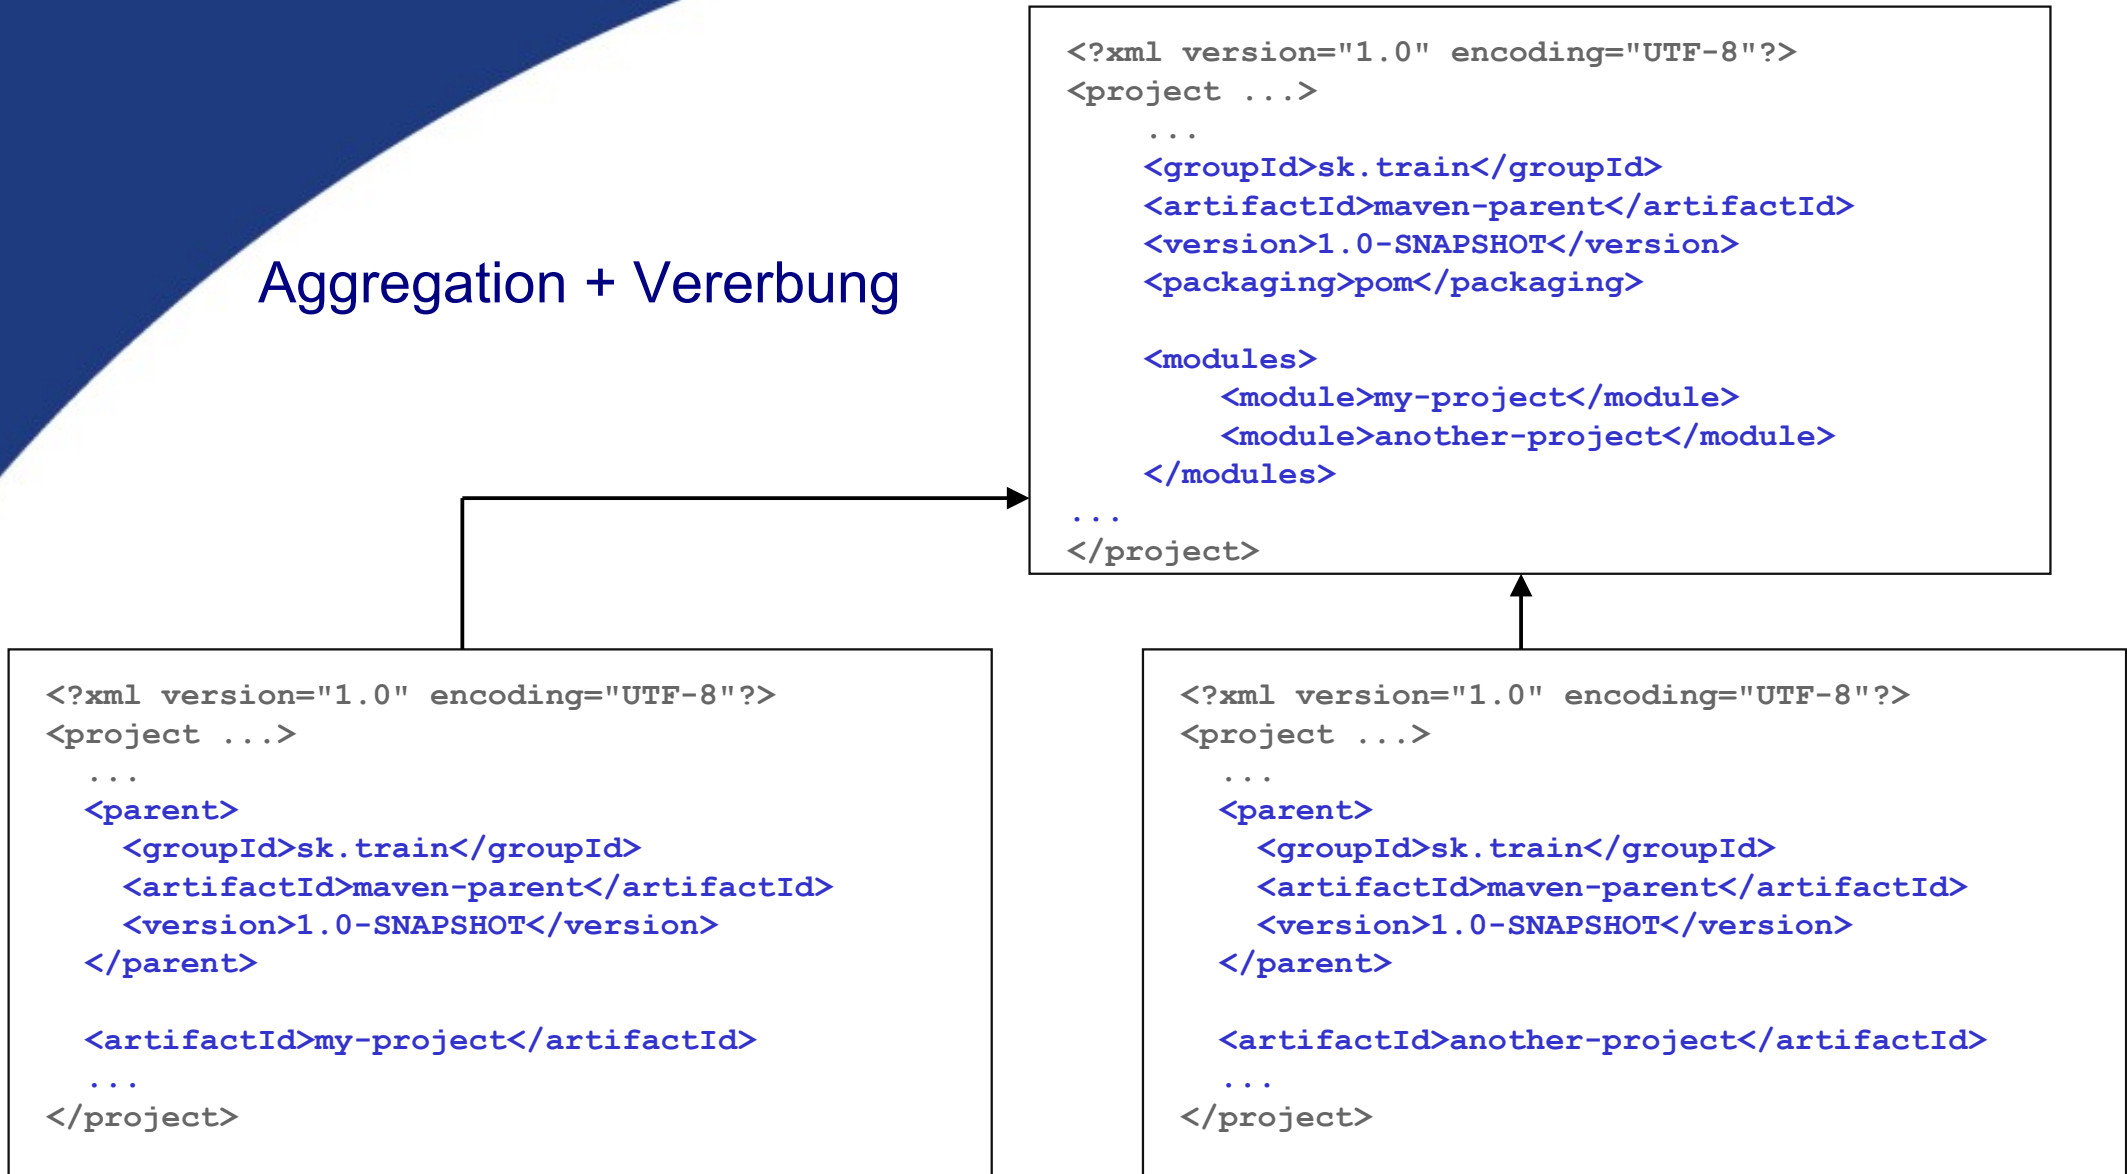 Aggregation + Vererbung
<?xml version="1.0" encoding="UTF-8"?>
<project ...>
...
<groupId>sk.train</groupId>
<artifactId>maven-parent</artifactId>
<version>1.0-SNAPSHOT</version>
<packaging>pom</packaging>
<modules>
<module>my-project</module>
<module>another-project</module>
</modules>
...
</project>
<?xml version="1.0" encoding="UTF-8"?>
<project ...>
...
<parent>
<groupId>sk.train</groupId>
<artifactId>maven-parent</artifactId>
<version>1.0-SNAPSHOT</version>
</parent>
<artifactId>my-project</artifactId>
...
</project>
<?xml version="1.0" encoding="UTF-8"?>
<project ...>
...
<parent>
<groupId>sk.train</groupId>
<artifactId>maven-parent</artifactId>
<version>1.0-SNAPSHOT</version>
</parent>
<artifactId>another-project</artifactId>
...
</project>